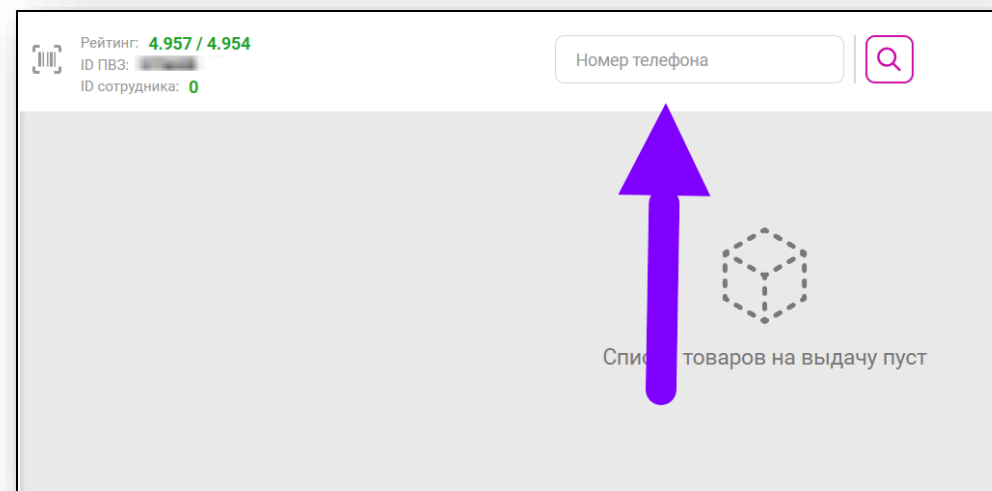 Рейтинг: 4.957 / 4.954
ID ПВЗ:
ID сотрудника: 0
Номер телефона
товаров на выдачу пуст